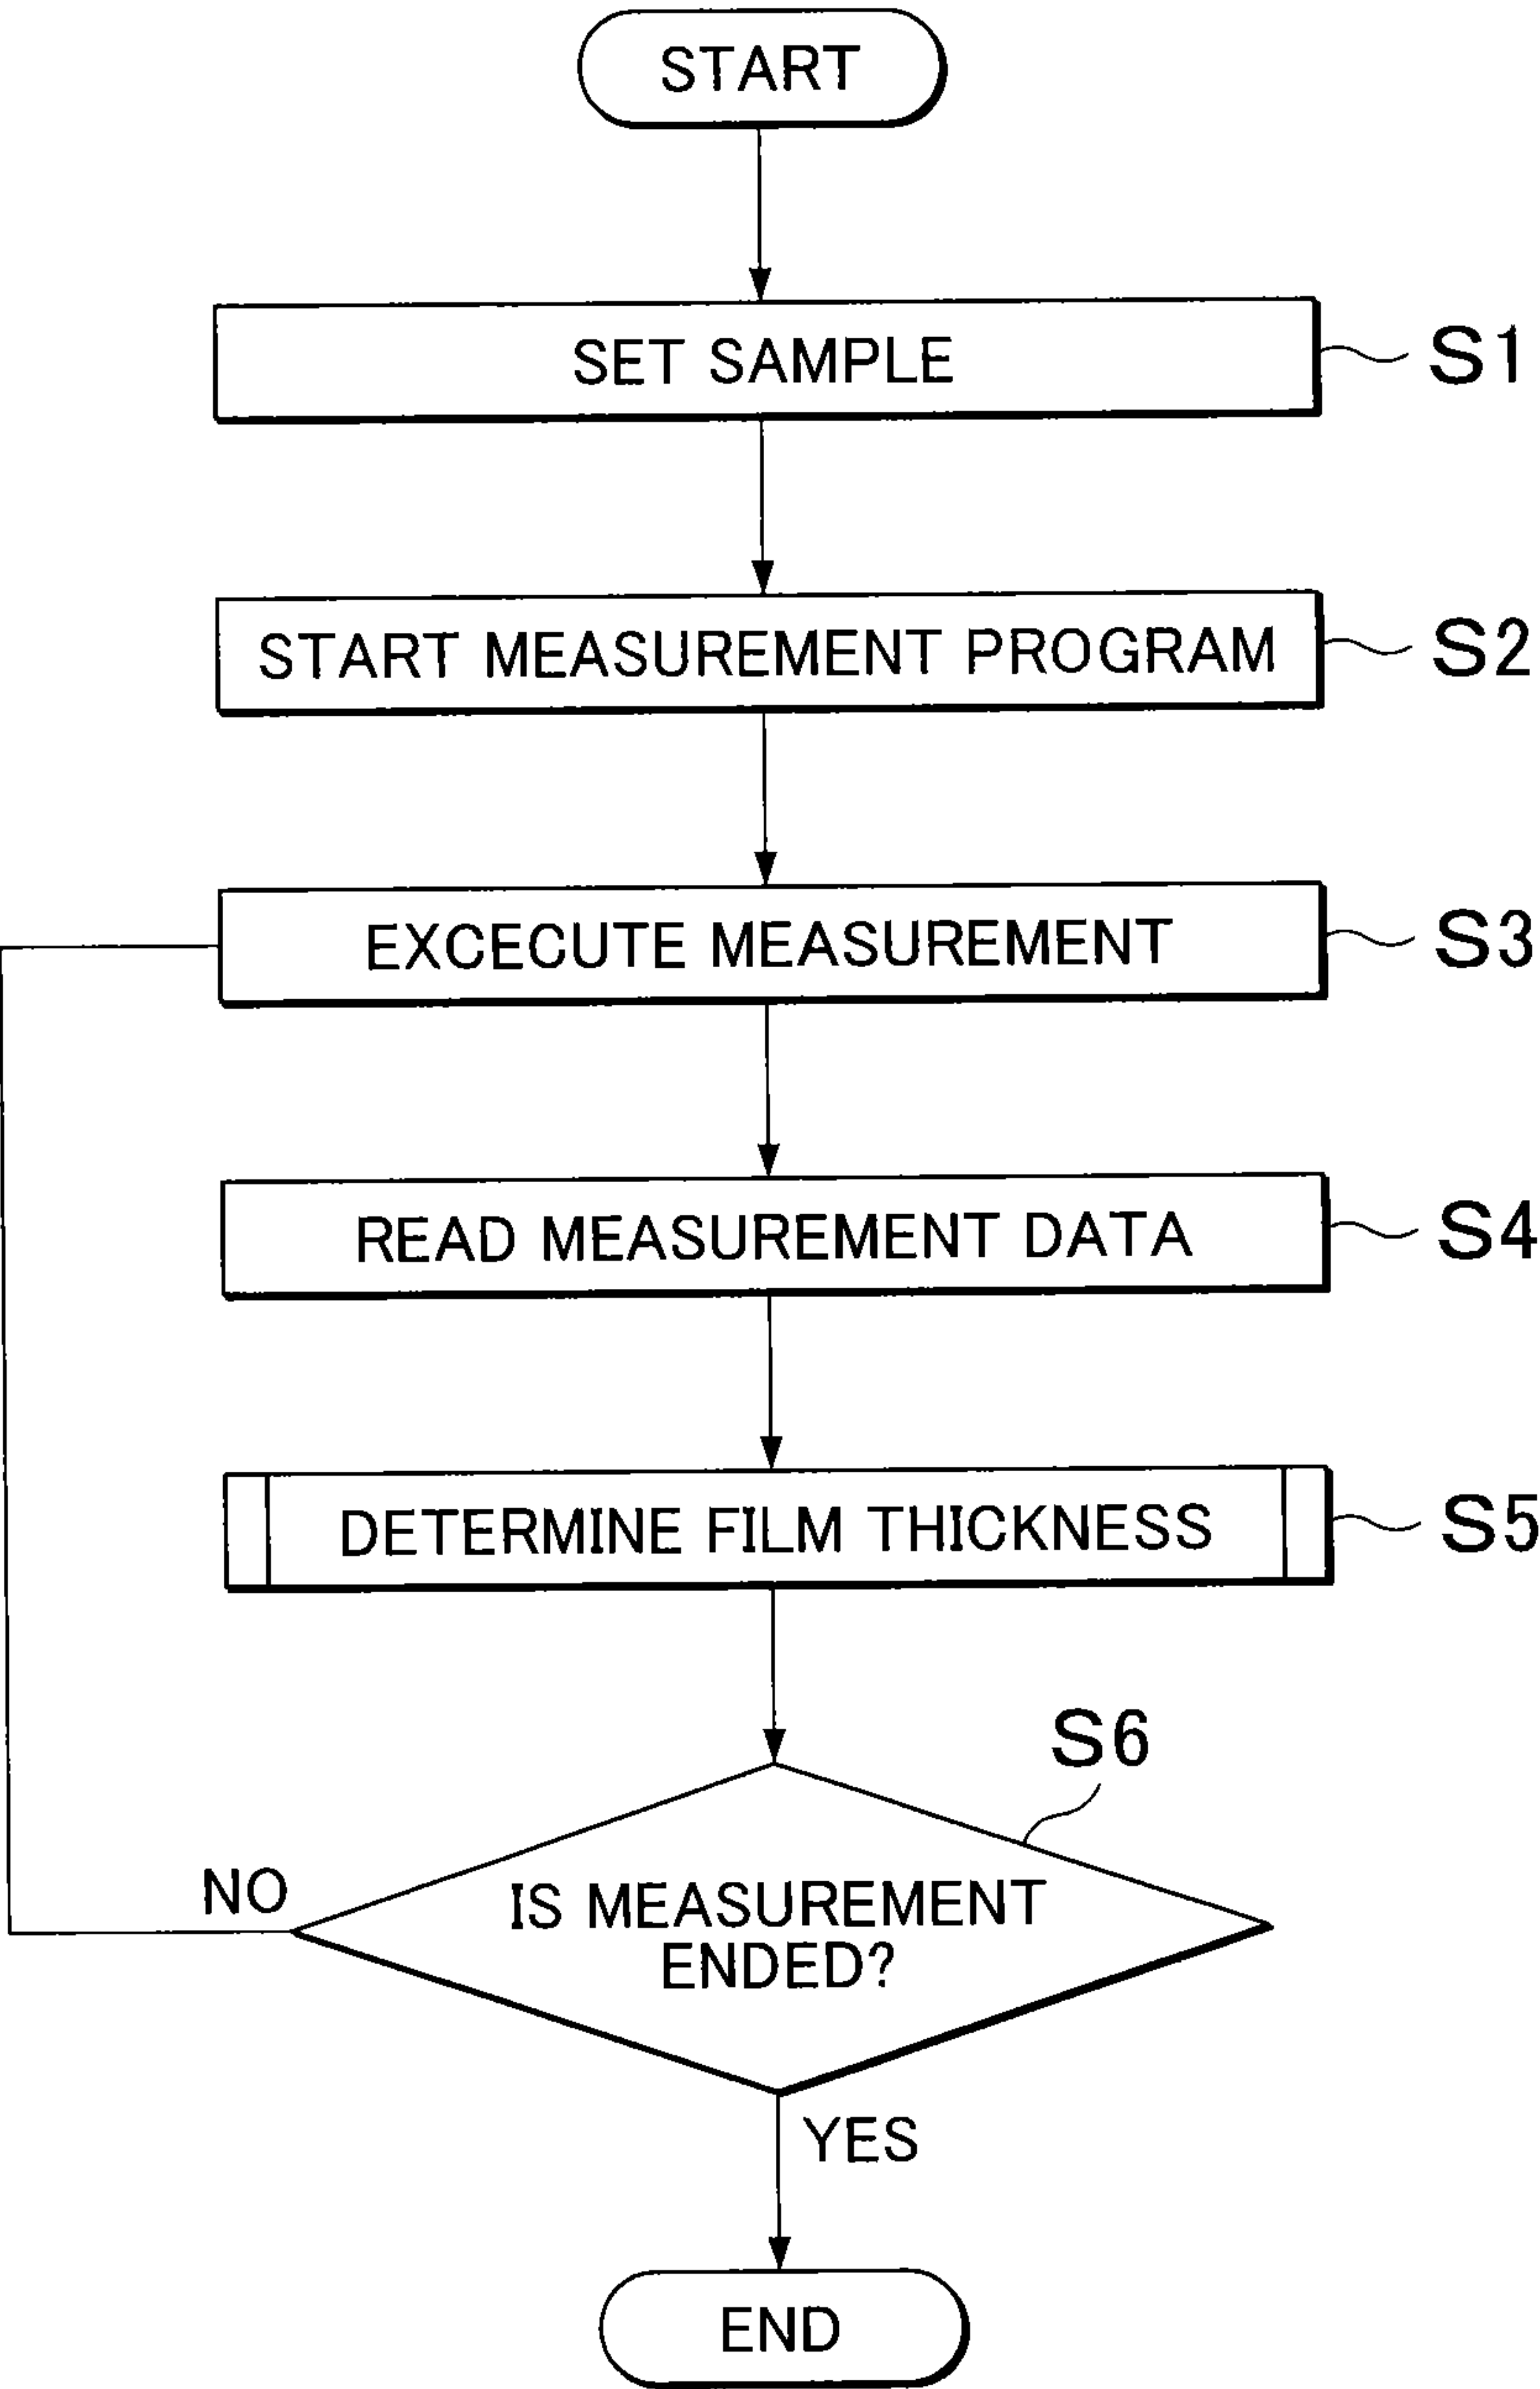 START
SET SAMPLE S1
START MEASUREMENT PROGRAM S2
EXCECUTE MEASUREMENT S3
READ MEASUREMENT DATA S4
DETERMINE FILM THICKNESS S5
S6
NO
IS MEASUREMENT
ENDED?
YES
END